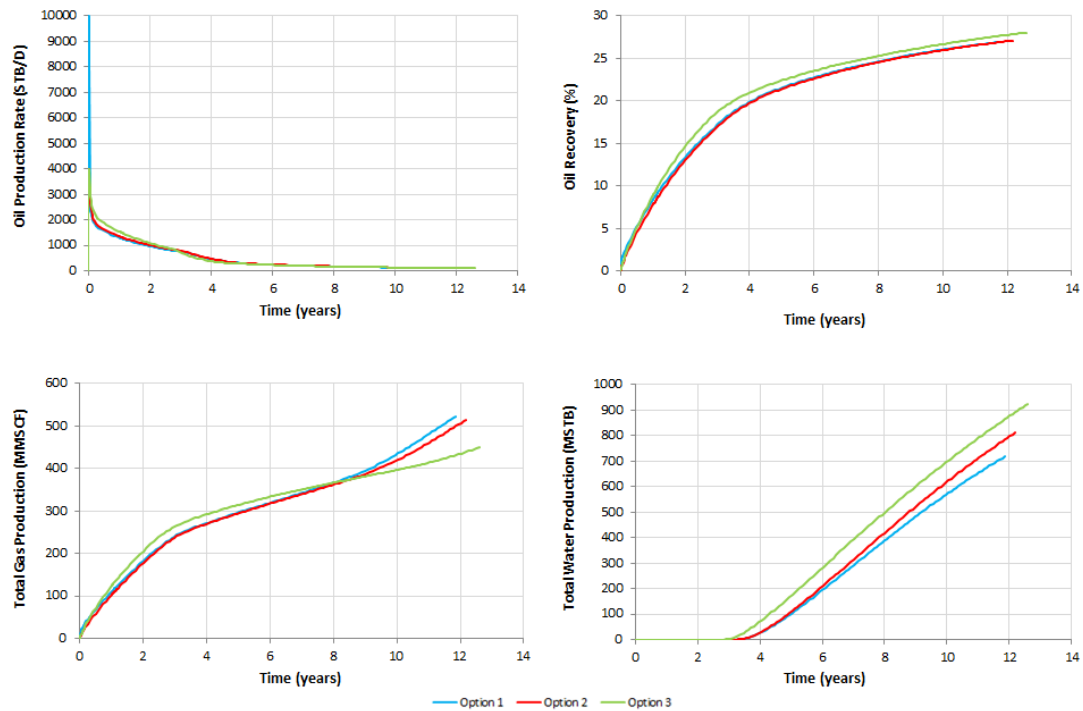 Oil Production Rate (STB/D)
10000
9000
8000
7000
6000
5000
4000
3000
2000
1000
0
0 2 4 6 8 10 12 14
Time (years)
Oil Recovery (%)
30
25
20
15
10
5
0
0 2 4 6 8 10 12 14
Time (years)
Total Gas Production (MMSCF)
600
500
400
300
200
100
0
0 2 4 6 8 10 12 14
Time (years)
Total Water Production (MSTB)
1000
900
800
700
600
500
400
300
200
100
0
0 2 4 6 8 10 12 14
Time (years)
Option 1 Option 2 Option 3